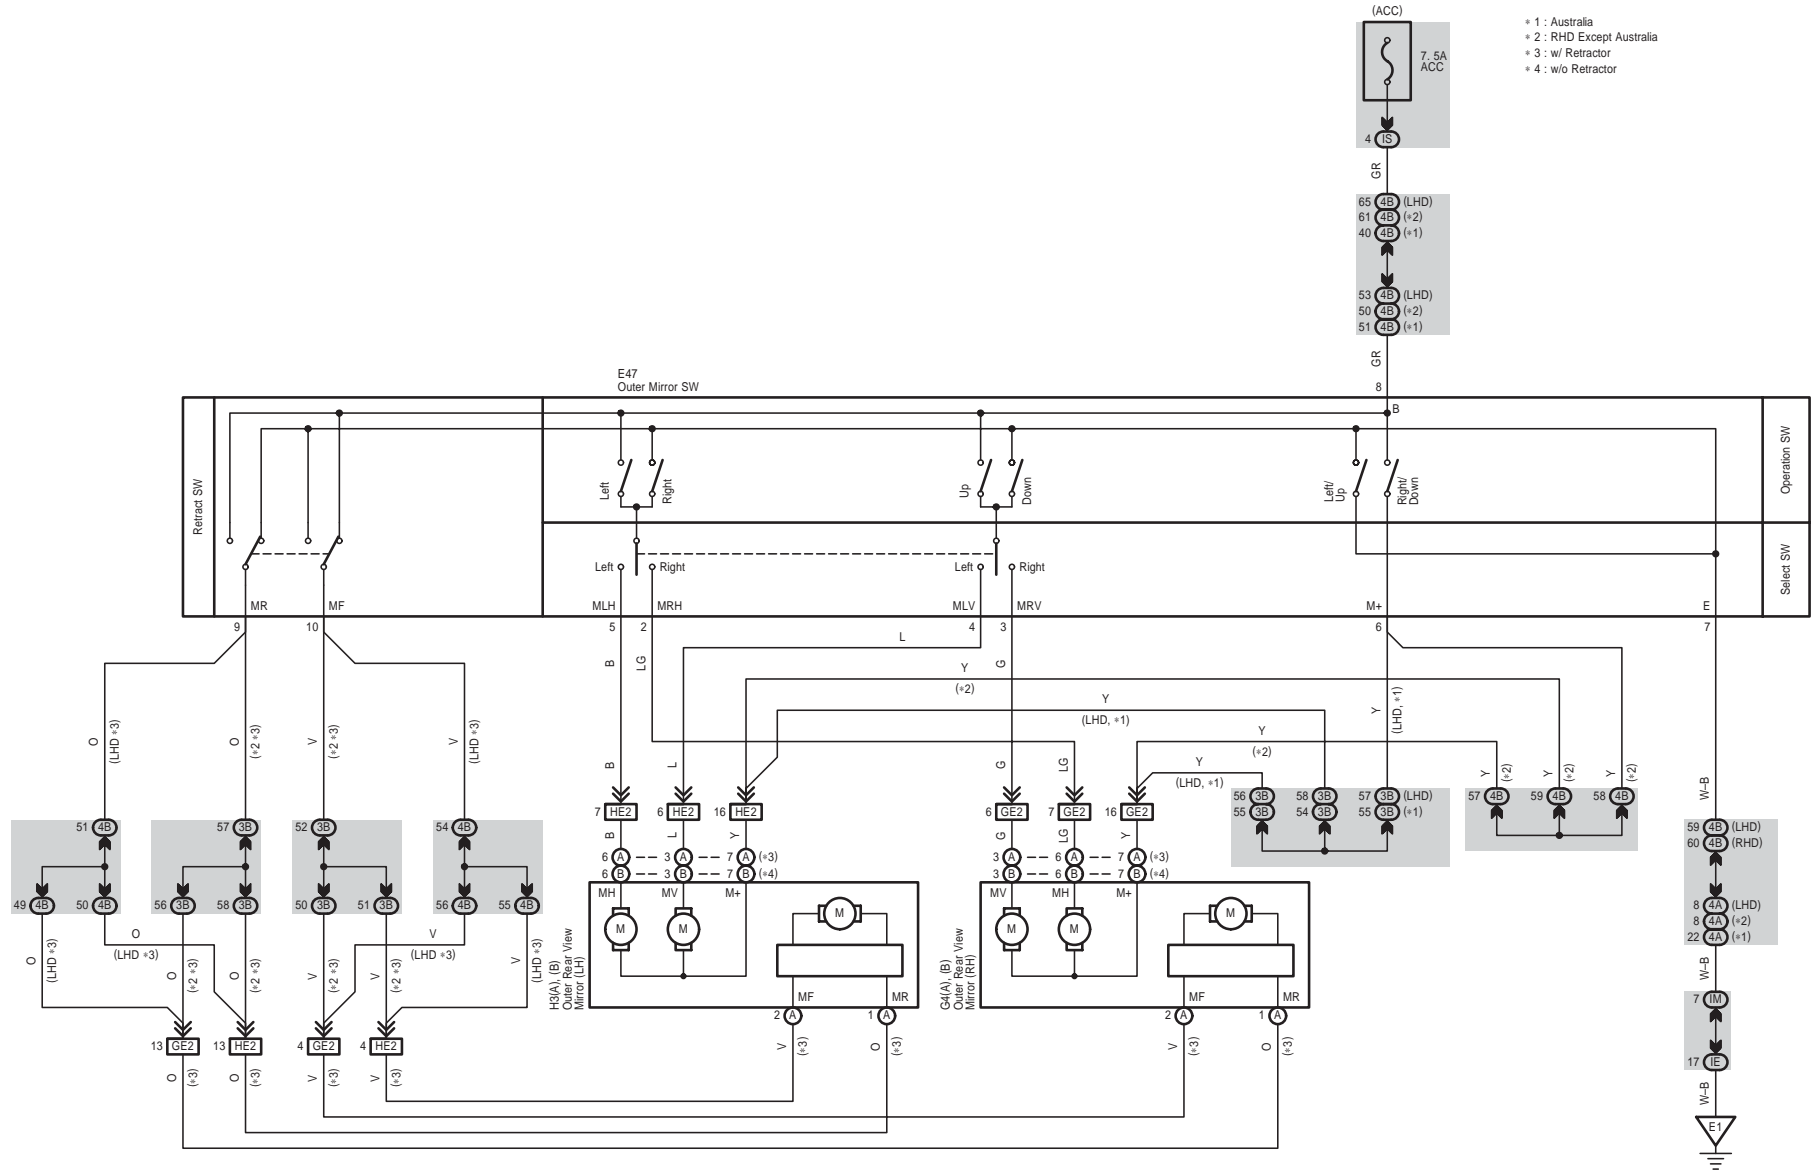 (ACC)
7. 5A
ACC
∗ 1 : Australia
∗ 2 : RHD Except Australia
∗ 3 : w/ Retractor
∗ 4 : w/o Retractor
4 IS
GR
65 4B (LHD)
61 4B (∗2)
40 4B (∗1)
53 4B (LHD)
50 4B (∗2)
51 4B (∗1)
GR
E47
Outer Mirror SW
8
B
Retract SW
Operation SW
Select SW
Left
Right
Up
Down
Left/
Up
Right/
Down
Left Right
Left Right
MR MF MLH MRH MLV MRV M+ E
9 10 5 2 4 3 6 7
B LG L G
Y
(∗2)
Y
(LHD, ∗1)
Y
(LHD, ∗1)
Y
(∗2)
Y
(LHD, ∗1)
O
(LHD ∗3)
O
(∗2 ∗3)
V
(∗2 ∗3)
V
(LHD ∗3)
B L G LG
Y
(∗2)
Y
(∗2)
Y
(∗2)
W–B
7 HE2 6 HE2 16 HE2 6 GE2 7 GE2 16 GE2
56 3B 58 3B 57 3B (LHD)
55 3B 54 3B 55 3B (∗1)
57 4B 59 4B 58 4B
B L Y G LG Y
51 4B 57 3B 52 3B 54 4B
59 4B (LHD)
60 4B (RHD)
6 A 3 A 7 A (∗3)
6 B 3 B 7 B (∗4)
3 A 6 A 7 A (∗3)
3 B 6 B 7 B (∗4)
MH MV M+
MV MH M+
M M M
M M M
49 4B 50 4B 56 3B 58 3B 50 3B 51 3B 56 4B 55 4B
8 4A (LHD)
8 4A (∗2)
22 4A (∗1)
O
(LHD ∗3)
O
(LHD ∗3)
O
(∗2 ∗3)
O
(∗2 ∗3)
V
(∗2 ∗3)
V
(∗2 ∗3)
V
(LHD ∗3)
V
(LHD ∗3)
H3(A), (B)
Outer Rear View
Mirror (LH)
G4(A), (B)
Outer Rear View
Mirror (RH)
MF MR
MF MR
W–B
7 IM
2 A 1 A
2 A 1 A
13 GE2 13 HE2 4 GE2 4 HE2
V
(∗3)
O
(∗3)
V
(∗3)
O
(∗3)
17 IE
O
(∗3)
O
(∗3)
V
(∗3)
V
(∗3)
W–B
E1